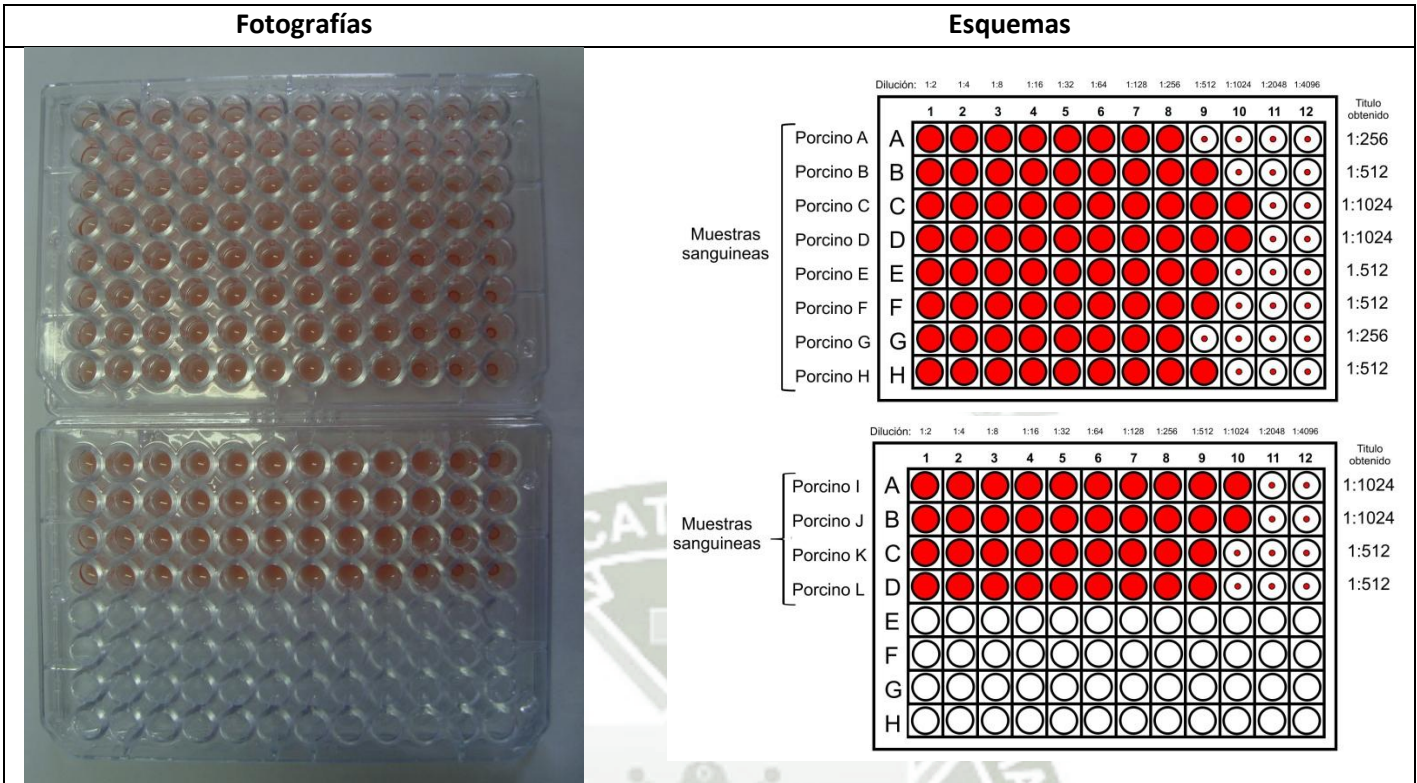 Fotografías
Esquemas
Dilución: 1:2 1:4 1:8 1:16 1:32 1:64 1:128 1:256 1:512 1:1024 1:2048 1:4096
1 2 3 4 5 6 7 8 9 10 11 12
Titulo
obtenido
Muestras
sanguineas
Porcino A A 1:256
Porcino B B 1:512
Porcino C C 1:1024
Porcino D D 1:1024
Porcino E E 1.512
Porcino F F 1:512
Porcino G G 1:256
Porcino H H 1:512
Dilución: 1:2 1:4 1:8 1:16 1:32 1:64 1:128 1:256 1:512 1:1024 1:2048 1:4096
1 2 3 4 5 6 7 8 9 10 11 12
Titulo
obtenido
Muestras
sanguineas
Porcino I A 1:1024
Porcino J B 1:1024
Porcino K C 1:512
Porcino L D 1:512
E
F
G
H